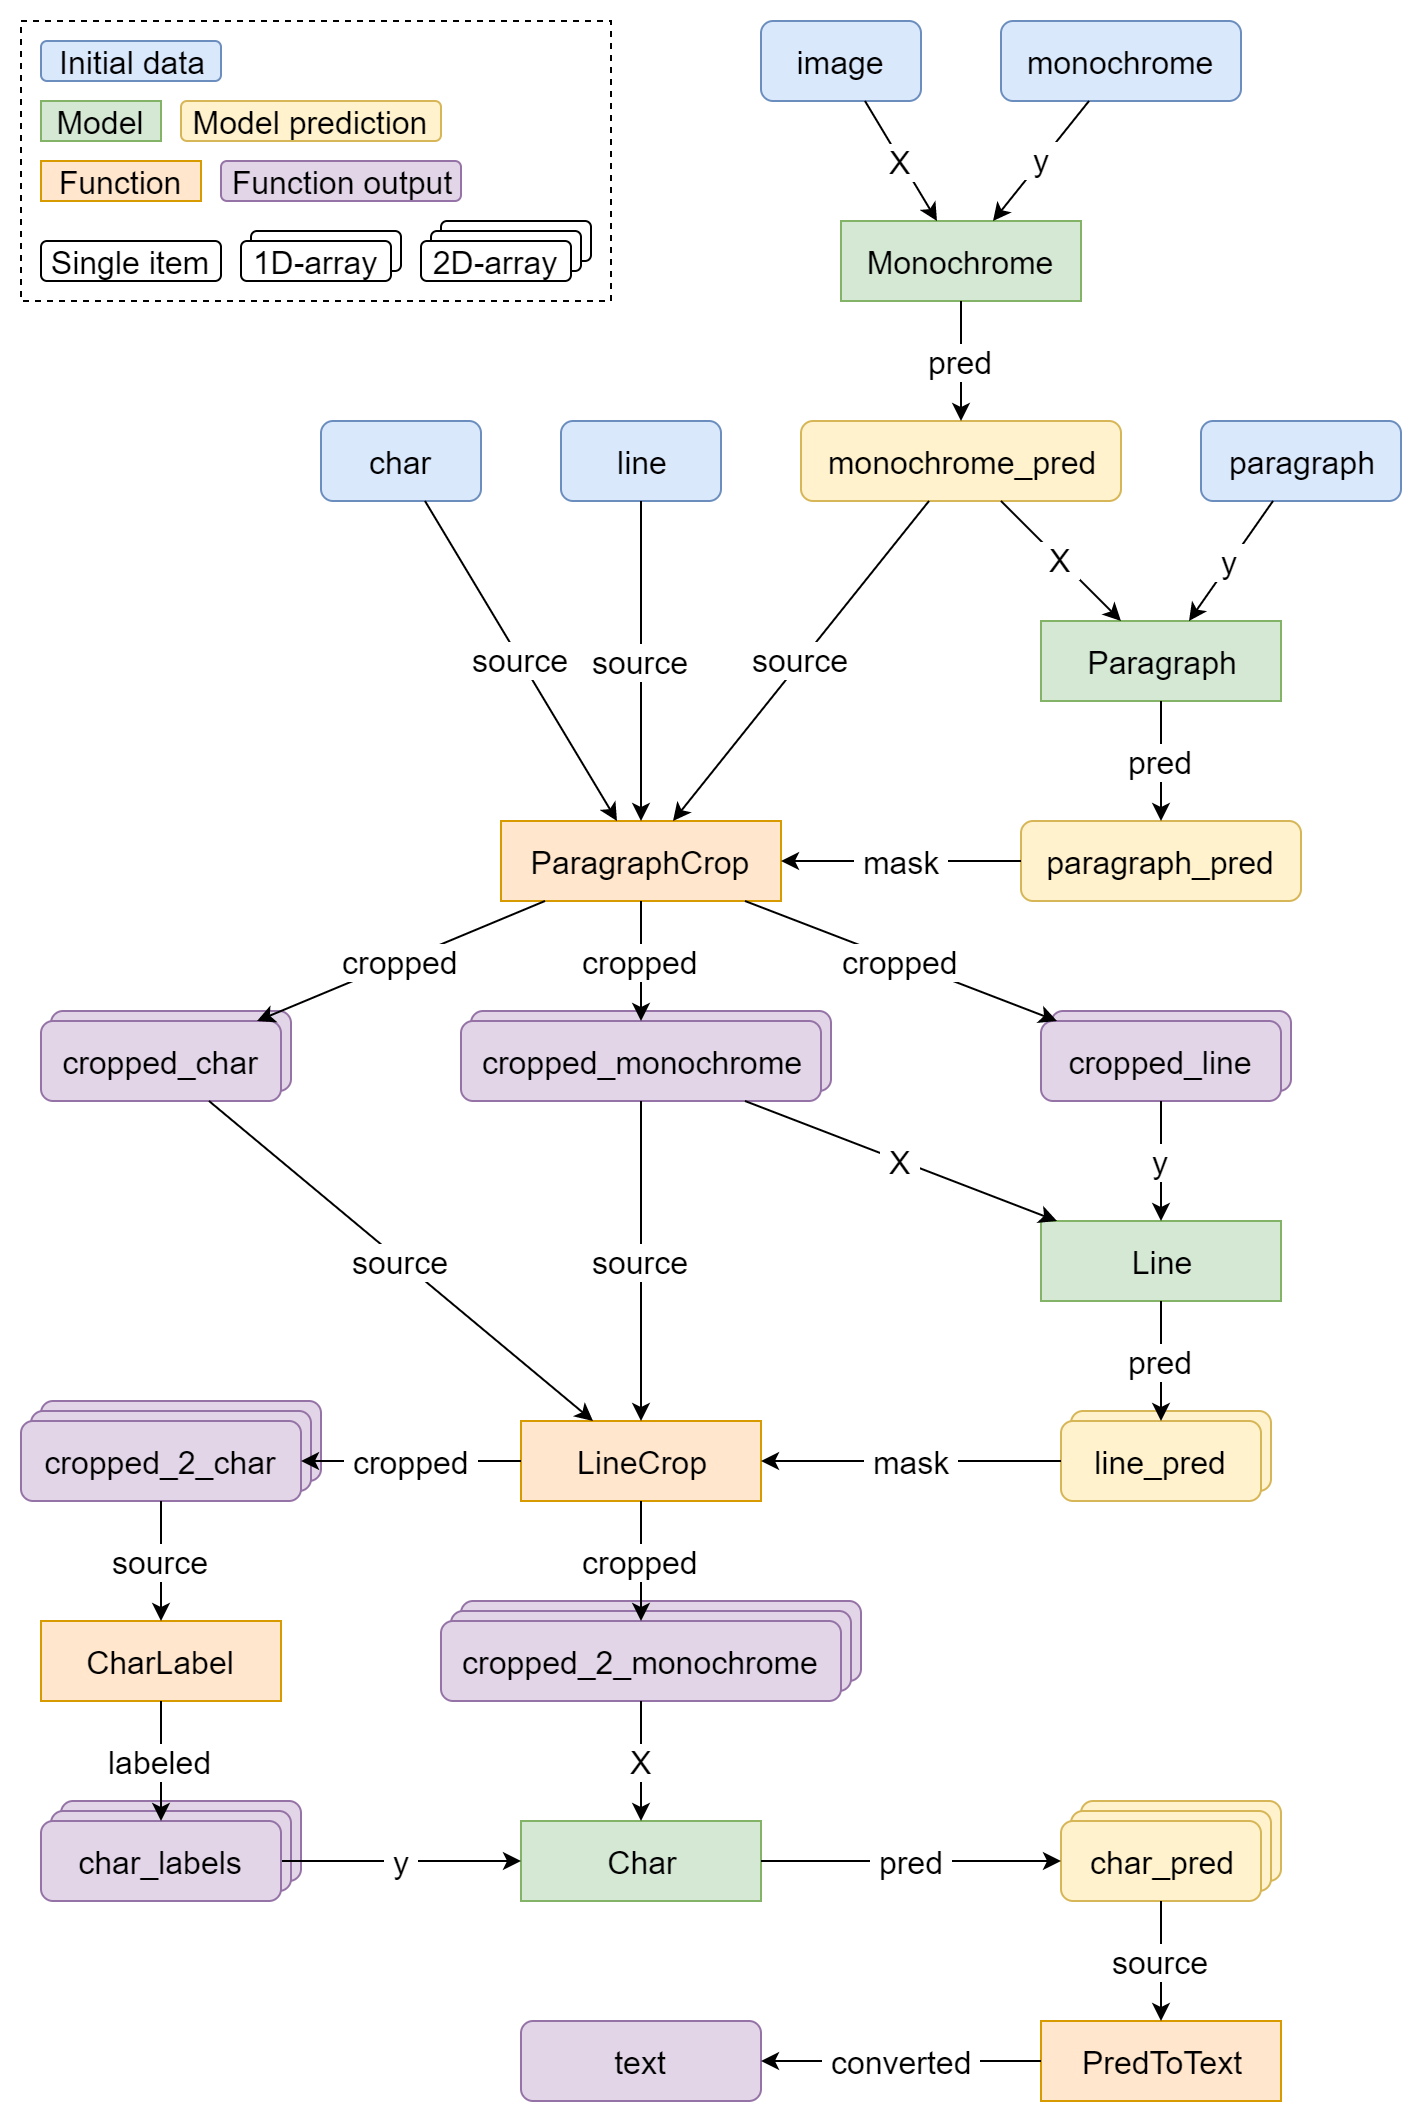 Initial data
Model
Model prediction
Function
Function output
Single item
1D-array
2D-array
image
monochrome
X
y
Monochrome
pred
char
line
monochrome_pred
paragraph
X
y
source
source
source
Paragraph
pred
ParagraphCrop
mask
paragraph_pred
cropped
cropped
cropped
cropped_char
cropped_monochrome
cropped_line
X
y
source
source
Line
pred
cropped_2_char
cropped
LineCrop
mask
line_pred
source
cropped
CharLabel
cropped_2_monochrome
labeled
X
char_labels
y
Char
pred
char_pred
source
text
converted
PredToText